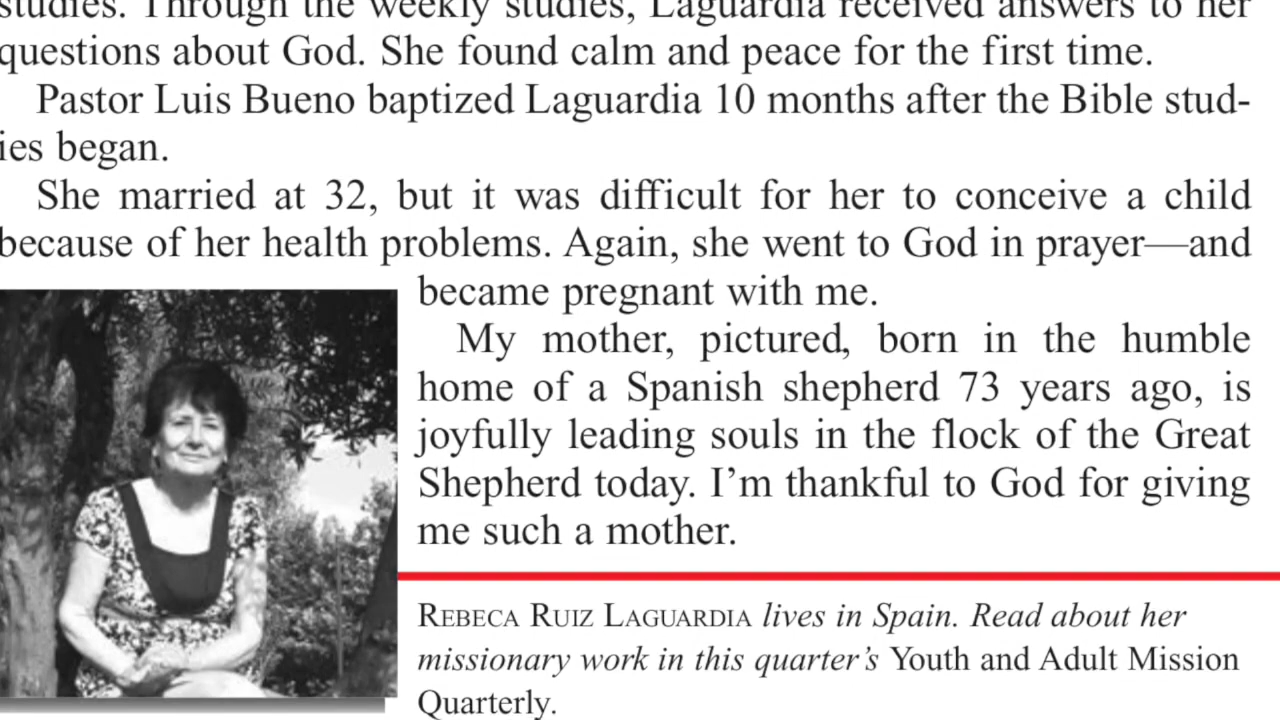 studies. Through the weekly studies, Laguardia received answers to her
questions about God. She found calm and peace for the first time.
Pastor Luis Bueno baptized Laguardia 10 months after the Bible stud-
ies began.
She married at 32, but it was difficult for her to conceive a child
because of her health problems. Again, she went to God in prayer—and
became pregnant with me.
My mother, pictured, born in the humble
home of a Spanish shepherd 73 years ago, is
joyfully leading souls in the flock of the Great
Shepherd today. I’m thankful to God for giving
me such a mother.
REBECA RUIZ LAGUARDIA lives in Spain. Read about her
missionary work in this quarter’s Youth and Adult Mission
Quarterly.